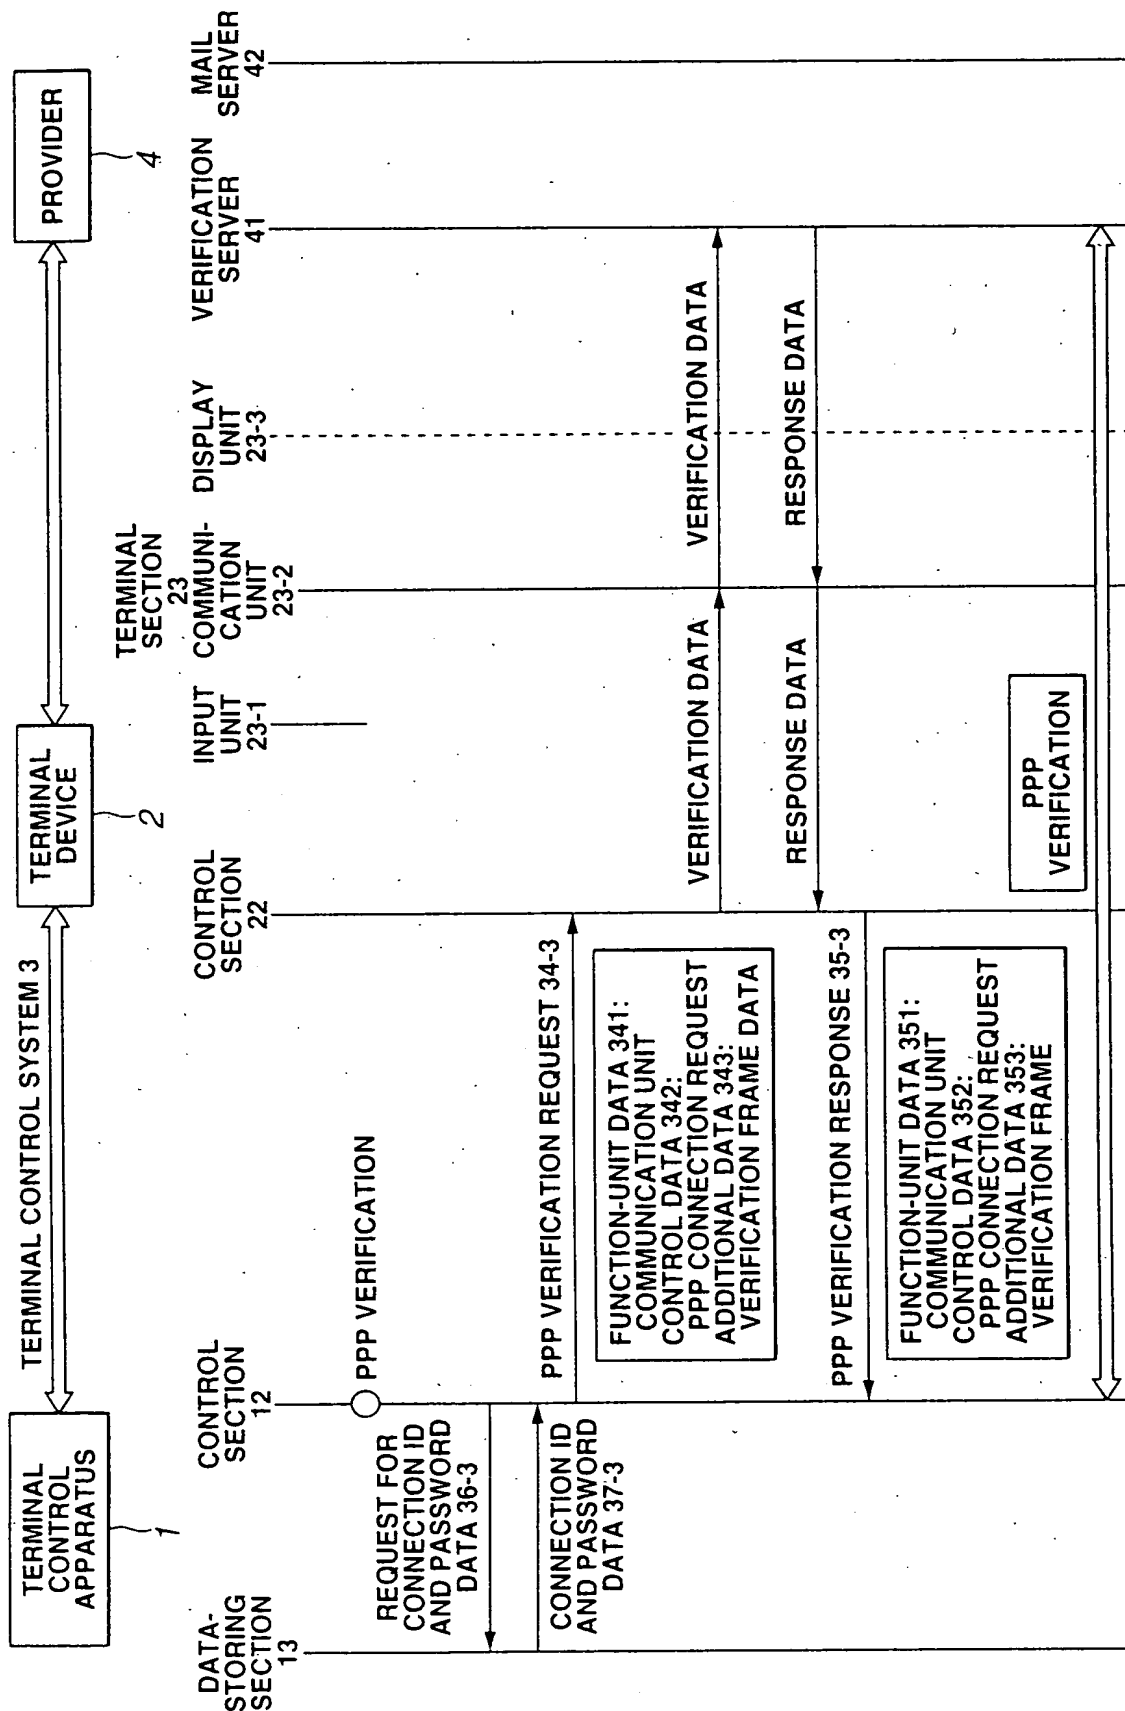 TERMINAL
CONTROL
APPARATUS
1
TERMINAL CONTROL SYSTEM 3
TERMINAL
DEVICE
2
PROVIDER
4
DATA-
STORING
SECTION
13
CONTROL
SECTION
12
CONTROL
SECTION
22
TERMINAL
SECTION
23
INPUT
UNIT
23-1
COMMUNI-
CATION
UNIT
23-2
DISPLAY
UNIT
23-3
VERIFICATION
SERVER
41
MAIL
SERVER
42
PPP VERIFICATION
REQUEST FOR
CONNECTION ID
AND PASSWORD
DATA 36-3
CONNECTION ID
AND PASSWORD
DATA 37-3
PPP VERIFICATION REQUEST 34-3
FUNCTION-UNIT DATA 341:
COMMUNICATION UNIT
CONTROL DATA 342:
PPP CONNECTION REQUEST
ADDITIONAL DATA 343:
VERIFICATION FRAME DATA
VERIFICATION DATA
VERIFICATION DATA
RESPONSE DATA
RESPONSE DATA
PPP VERIFICATION RESPONSE 35-3
FUNCTION-UNIT DATA 351:
COMMUNICATION UNIT
CONTROL DATA 352:
PPP CONNECTION REQUEST
ADDITIONAL DATA 353:
VERIFICATION FRAME
PPP
VERIFICATION